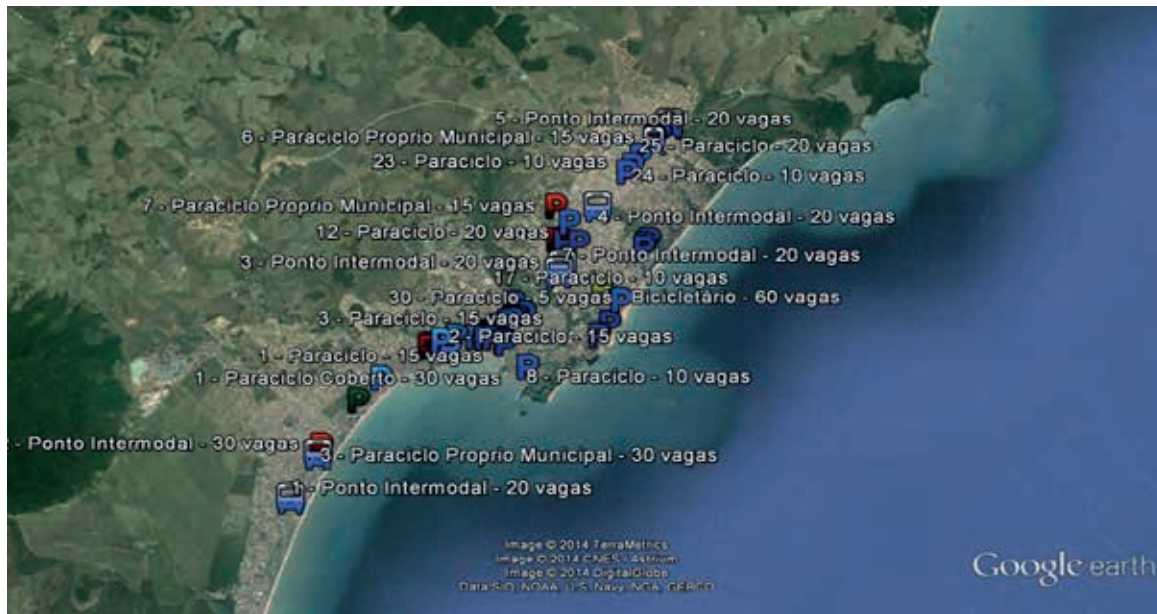 5 - Ponto Intermodal - 20 vagas
6 - Paraciclo Proprio Municipal - 15 vagas
25 - Paraciclo - 20 vagas
23 - Paraciclo - 10 vagas
24 - Paraciclo - 10 vagas
7 - Paraciclo Proprio Municipal - 15 vagas
4 - Ponto Intermodal - 20 vagas
12 - Paraciclo - 20 vagas
7 - Ponto Intermodal - 20 vagas
3 - Ponto Intermodal - 20 vagas
17 - Paraciclo - 10 vagas
30 - Paraciclo - 5 vagas
Bicicletário - 60 vagas
3 - Paraciclo - 15 vagas
2 - Paraciclo - 15 vagas
1 - Paraciclo - 15 vagas
1 - Paraciclo Coberto - 30 vagas
8 - Paraciclo - 10 vagas
- Ponto Intermodal - 30 vagas
3 - Paraciclo Proprio Municipal - 30 vagas
1 - Ponto Intermodal - 20 vagas
Image © 2014 TerraMetrics
Image © 2014 CNES / Astrium
Image © 2014 DigitalGlobe
Data SIO, NOAA, U.S. Navy, NGA, GEBCO
Google earth